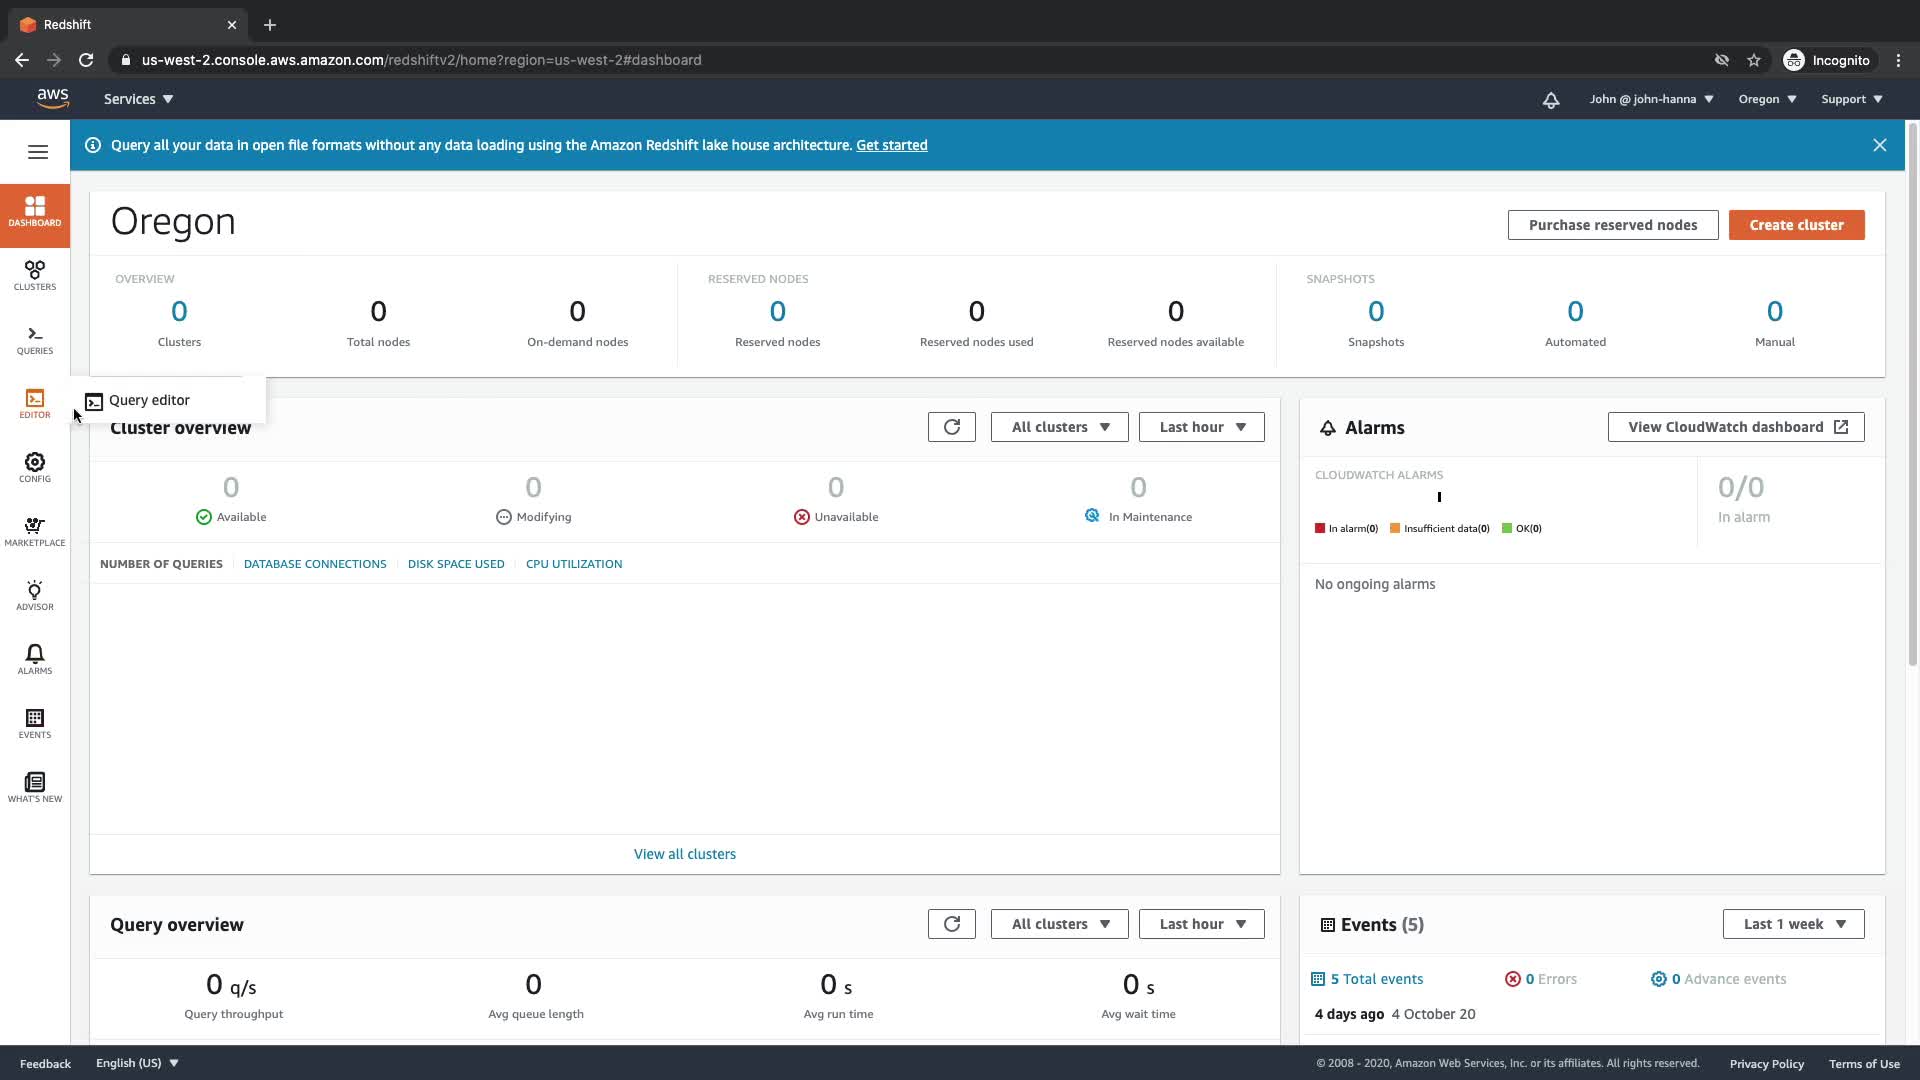 Redshift
us-west-2.console.aws.amazon.com/redshiftv2/home?region=us-west-2#dashboard
Incognito
aws
Services
John @ john-hanna
Oregon
Support
Query all your data in open file formats without any data loading using the Amazon Redshift lake house architecture. Get started
DASHBOARD
CLUSTERS
QUERIES
EDITOR
CONFIG
MARKETPLACE
ADVISOR
ALARMS
EVENTS
WHAT'S NEW
Query editor
Oregon
Purchase reserved nodes
Create cluster
OVERVIEW
0
Clusters
0
Total nodes
0
On-demand nodes
RESERVED NODES
0
Reserved nodes
0
Reserved nodes used
0
Reserved nodes available
SNAPSHOTS
0
Snapshots
0
Automated
0
Manual
Cluster overview
All clusters
Last hour
0
Available
0
Modifying
0
Unavailable
0
In Maintenance
NUMBER OF QUERIES
DATABASE CONNECTIONS
DISK SPACE USED
CPU UTILIZATION
View all clusters
Alarms
View CloudWatch dashboard
CLOUDWATCH ALARMS
In alarm(0)
Insufficient data(0)
OK(0)
0/0
In alarm
No ongoing alarms
Query overview
All clusters
Last hour
0 q/s
Query throughput
0
Avg queue length
0 s
Avg run time
0 s
Avg wait time
Events (5)
Last 1 week
5 Total events
0 Errors
0 Advance events
4 days ago 4 October 20
Feedback
English (US)
© 2008 - 2020, Amazon Web Services, Inc. or its affiliates. All rights reserved.
Privacy Policy
Terms of Use